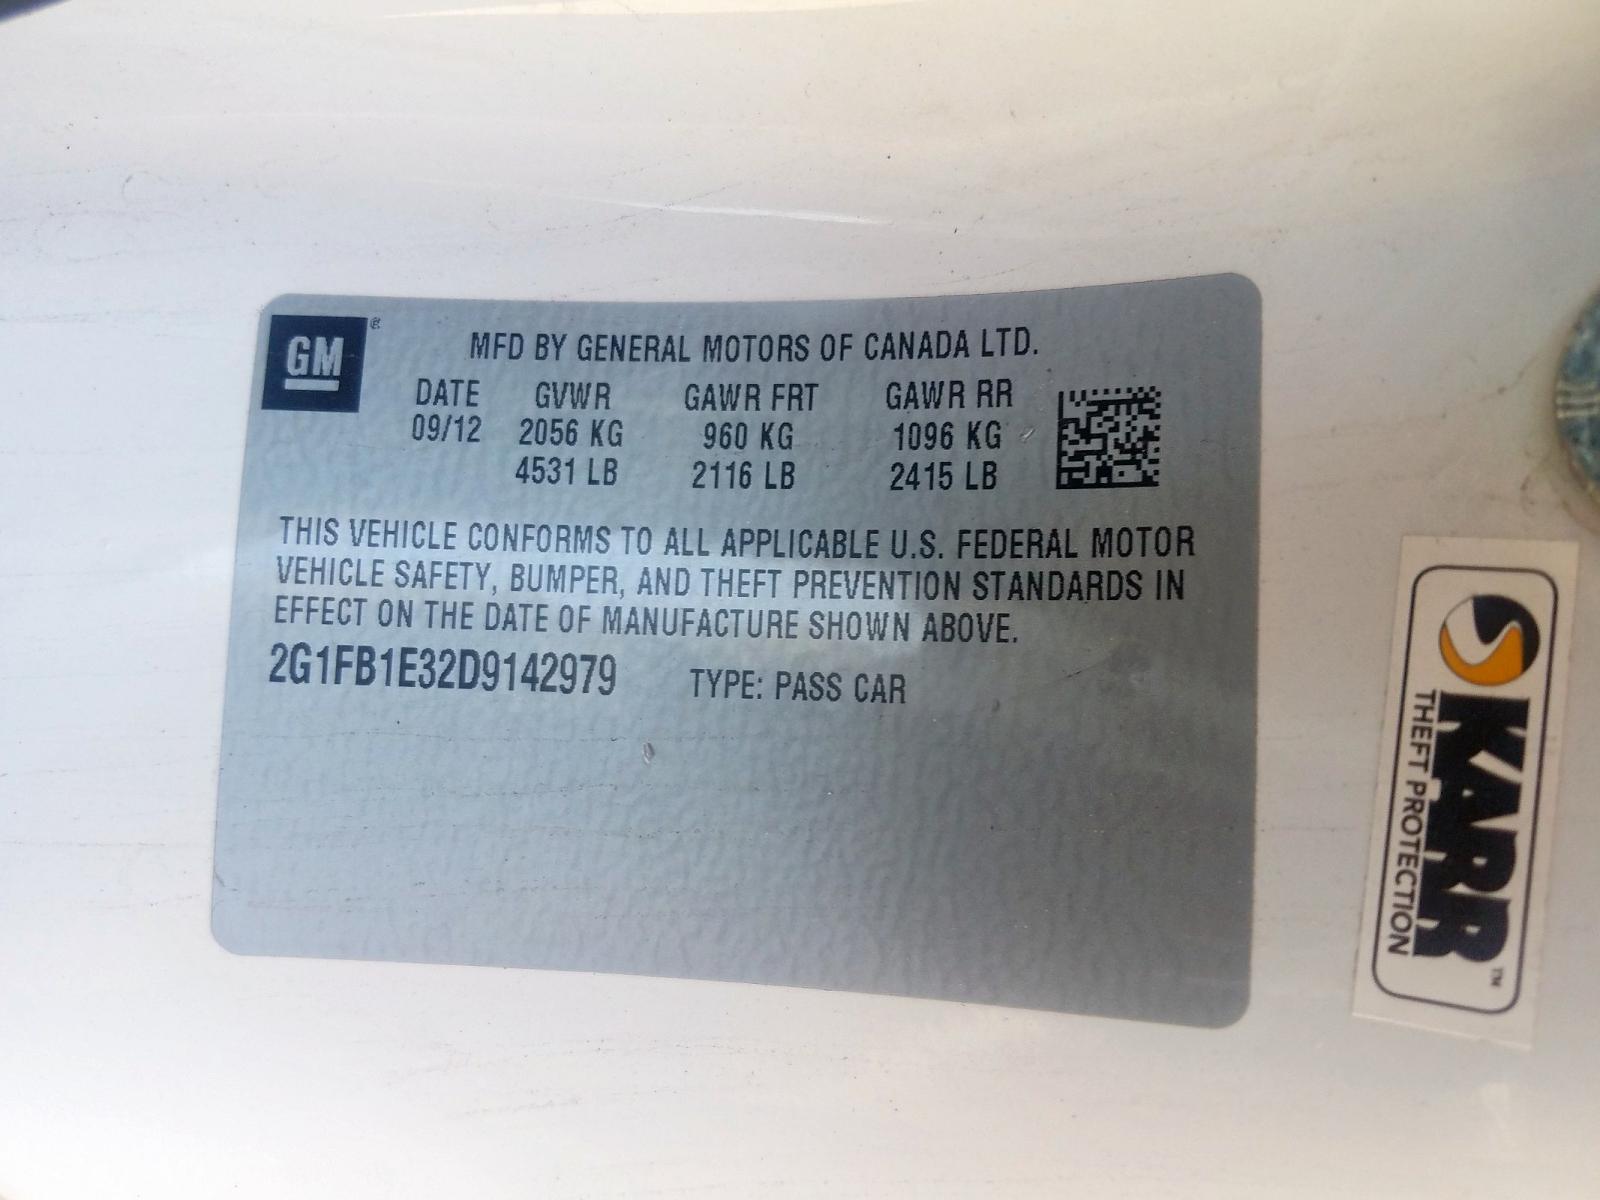 GM
MFD BY GENERAL MOTORS OF CANADA LTD.
DATE GVWR GAWR FRT GAWR RR
09/12 2056 KG 960 KG 1096 KG
4531 LB 2116 LB 2415 LB
THIS VEHICLE CONFORMS TO ALL APPLICABLE U.S. FEDERAL MOTOR
VEHICLE SAFETY, BUMPER, AND THEFT PREVENTION STANDARDS IN
EFFECT ON THE DATE OF MANUFACTURE SHOWN ABOVE.
2G1FB1E32D9142979 TYPE: PASS CAR
KARR™
THEFT PROTECTION